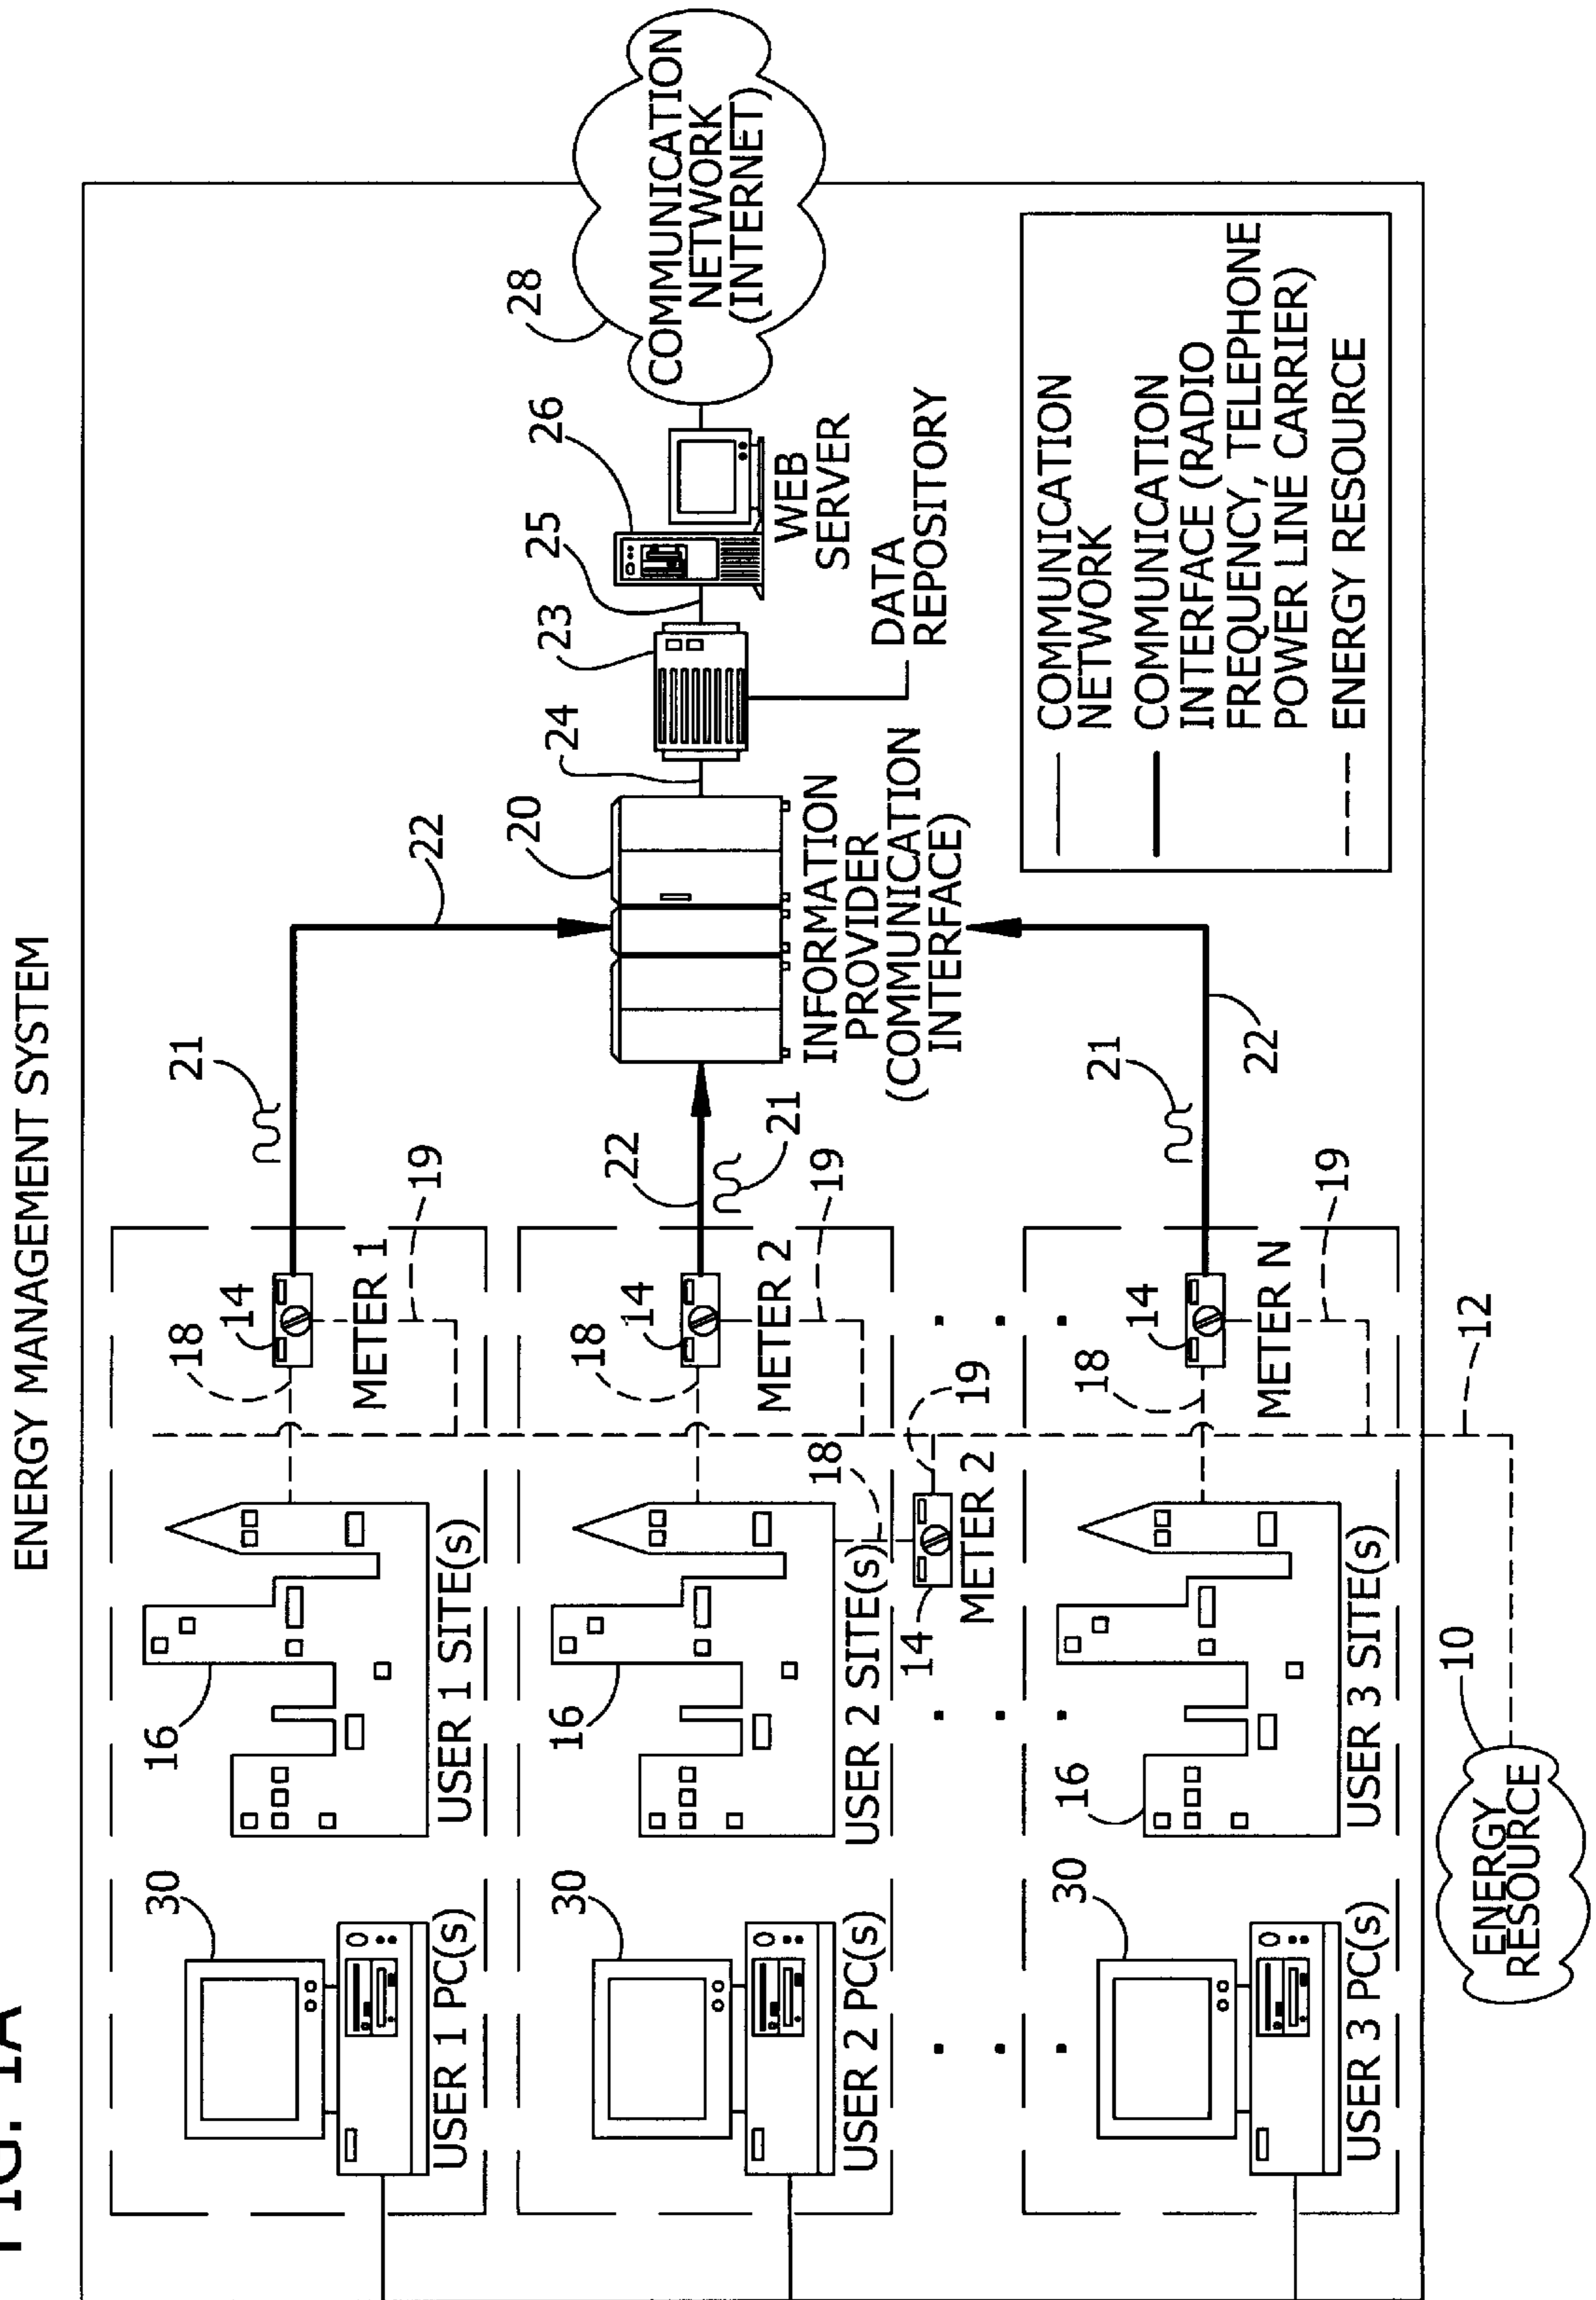 FIG. 1A
ENERGY MANAGEMENT SYSTEM
30
USER 1 PC(s)
16
USER 1 SITE(s)
18
14
METER 1
19
21
22
30
USER 2 PC(s)
16
USER 2 SITE(s)
18
14
METER 2
19
22
21
18
19
14
METER 2
30
USER 3 PC(s)
16
USER 3 SITE(s)
18
14
METER N
19
21
22
12
10
ENERGY
RESOURCE
20
INFORMATION
PROVIDER
(COMMUNICATION
INTERFACE)
24
23
DATA
REPOSITORY
25
26
WEB
SERVER
28
COMMUNICATION
NETWORK
(INTERNET)
COMMUNICATION
NETWORK
COMMUNICATION
INTERFACE (RADIO
FREQUENCY, TELEPHONE
POWER LINE CARRIER)
ENERGY RESOURCE